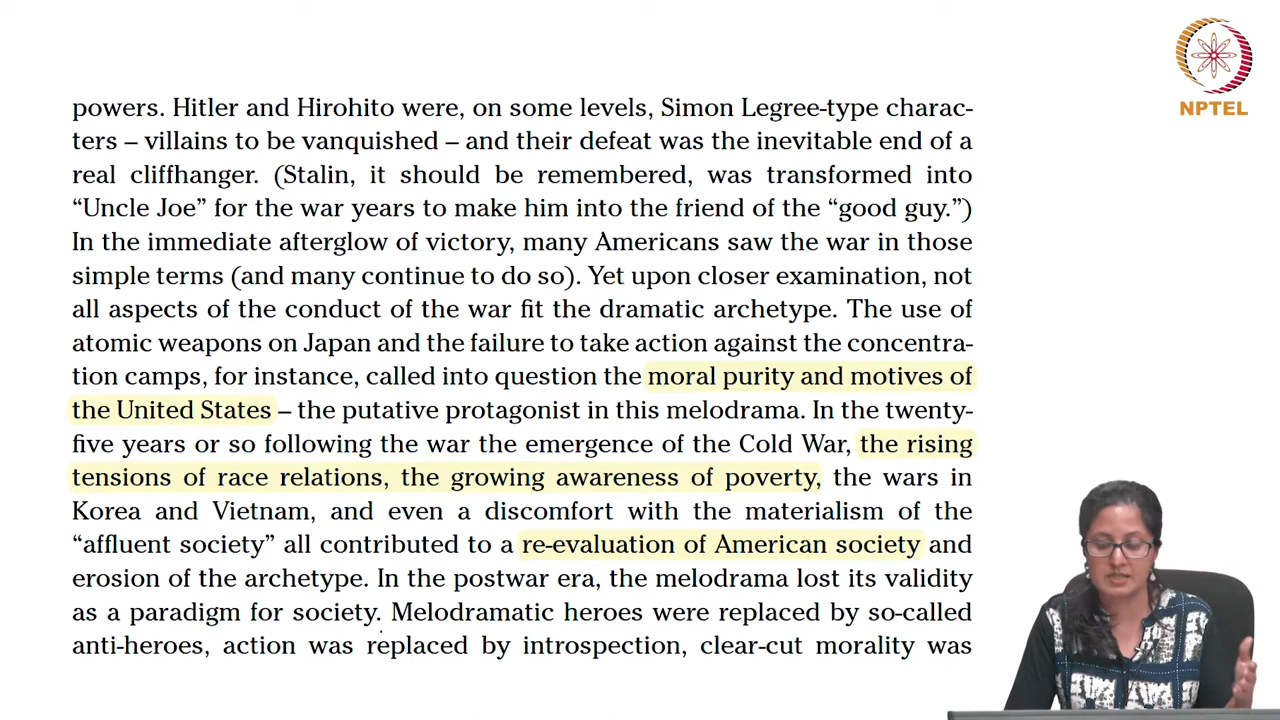 powers. Hitler and Hirohito were, on some levels, Simon Legree-type charac-
ters – villains to be vanquished – and their defeat was the inevitable end of a
real cliffhanger. (Stalin, it should be remembered, was transformed into
“Uncle Joe” for the war years to make him into the friend of the “good guy.”)
In the immediate afterglow of victory, many Americans saw the war in those
simple terms (and many continue to do so). Yet upon closer examination, not
all aspects of the conduct of the war fit the dramatic archetype. The use of
atomic weapons on Japan and the failure to take action against the concentra-
tion camps, for instance, called into question the moral purity and motives of
the United States – the putative protagonist in this melodrama. In the twenty-
five years or so following the war the emergence of the Cold War, the rising
tensions of race relations, the growing awareness of poverty, the wars in
Korea and Vietnam, and even a discomfort with the materialism of the
“affluent society” all contributed to a re-evaluation of American society and
erosion of the archetype. In the postwar era, the melodrama lost its validity
as a paradigm for society. Melodramatic heroes were replaced by so-called
anti-heroes, action was replaced by introspection, clear-cut morality was
NPTEL